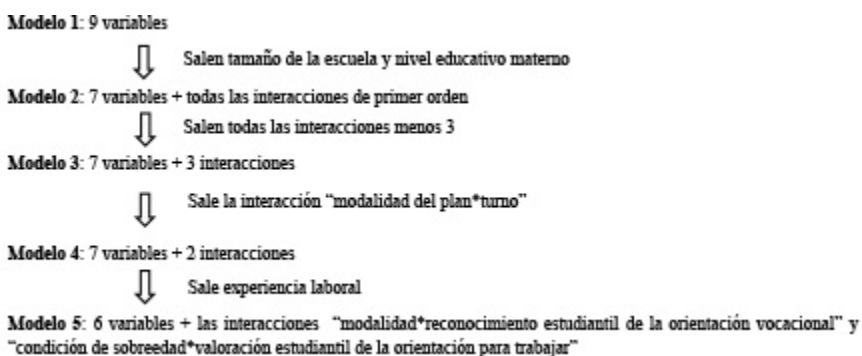 Modelo 1: 9 variables
Salen tamaño de la escuela y nivel educativo materno
Modelo 2: 7 variables + todas las interacciones de primer orden
Salen todas las interacciones menos 3
Modelo 3: 7 variables + 3 interacciones
Sale la interacción “modalidad del plan*turno”
Modelo 4: 7 variables + 2 interacciones
Sale experiencia laboral
Modelo 5: 6 variables + las interacciones “modalidad*reconocimiento estudiantil de la orientación vocacional” y
“condición de sobreedad*valoración estudiantil de la orientación para trabajar”